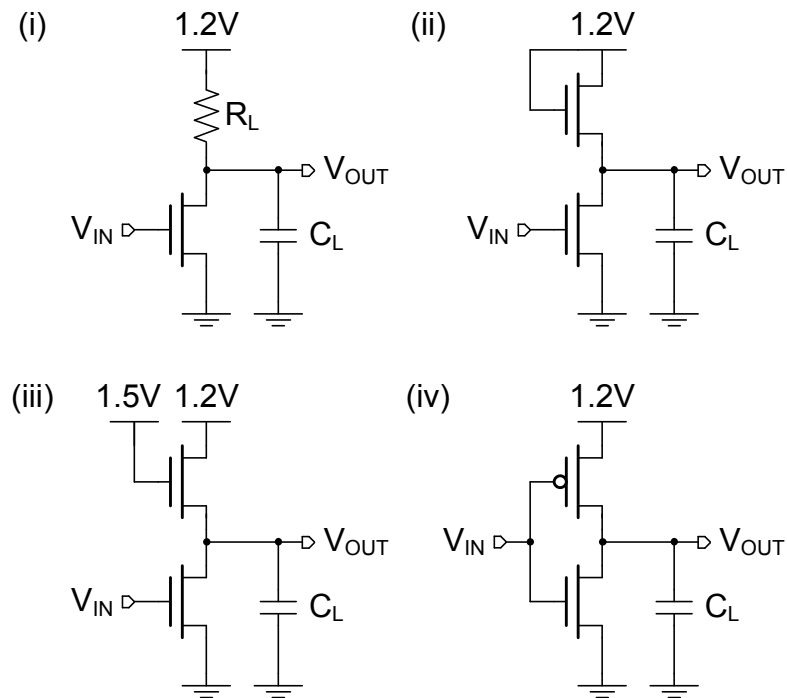 (i)
1.2V
R_L
V_OUT
V_IN
C_L
(ii)
1.2V
V_OUT
V_IN
C_L
(iii)
1.5V 1.2V
V_OUT
V_IN
C_L
(iv)
1.2V
V_IN
V_OUT
C_L